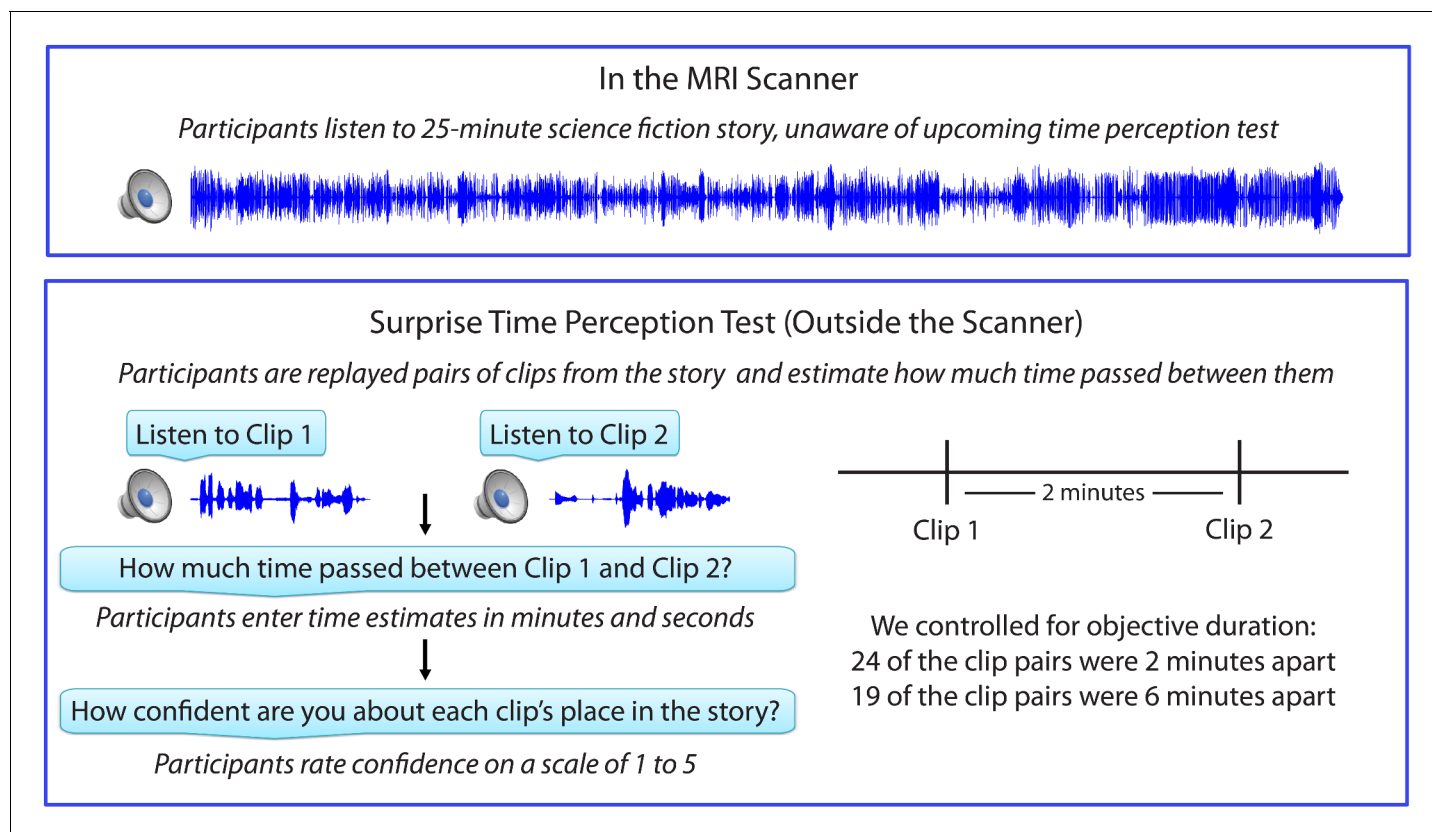 In the MRI Scanner
Participants listen to 25-minute science fiction story, unaware of upcoming time perception test
Surprise Time Perception Test (Outside the Scanner)
Participants are replayed pairs of clips from the story and estimate how much time passed between them
Listen to Clip 1
Listen to Clip 2
How much time passed between Clip 1 and Clip 2?
Participants enter time estimates in minutes and seconds
How confident are you about each clip's place in the story?
Participants rate confidence on a scale of 1 to 5
2 minutes
Clip 1
Clip 2
We controlled for objective duration:
24 of the clip pairs were 2 minutes apart
19 of the clip pairs were 6 minutes apart